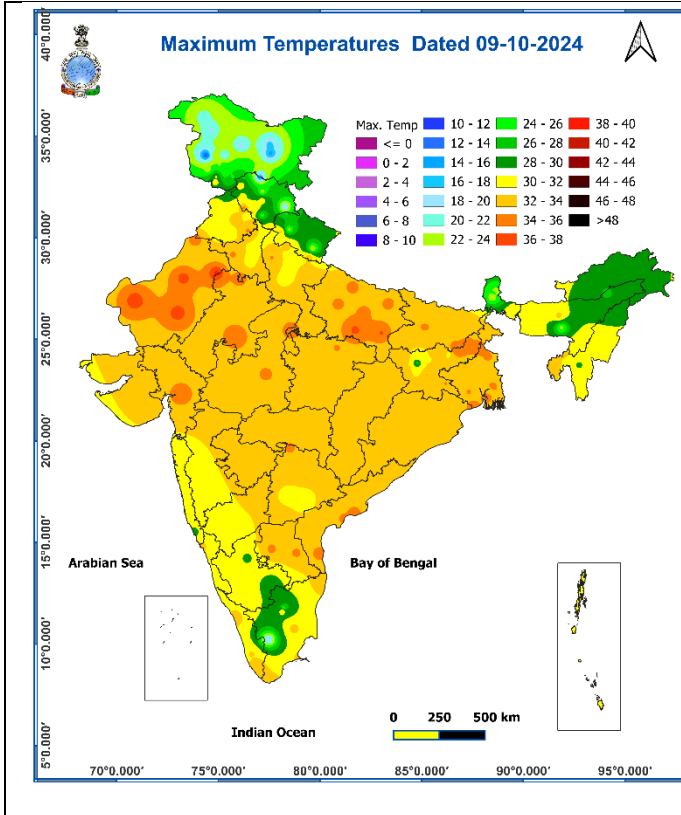 Maximum Temperatures Dated 09-10-2024
Max. Temp
<= 0
0 - 2
2 - 4
4 - 6
6 - 8
8 - 10
10 - 12
12 - 14
14 - 16
16 - 18
18 - 20
20 - 22
22 - 24
24 - 26
26 - 28
28 - 30
30 - 32
32 - 34
34 - 36
36 - 38
38 - 40
40 - 42
42 - 44
44 - 46
46 - 48
>48
40°0.000'
35°0.000'
30°0.000'
25°0.000'
20°0.000'
15°0.000'
10°0.000'
5°0.000'
Arabian Sea
Bay of Bengal
Indian Ocean
0 250 500 km
70°0.000' 75°0.000' 80°0.000' 85°0.000' 90°0.000' 95°0.000'